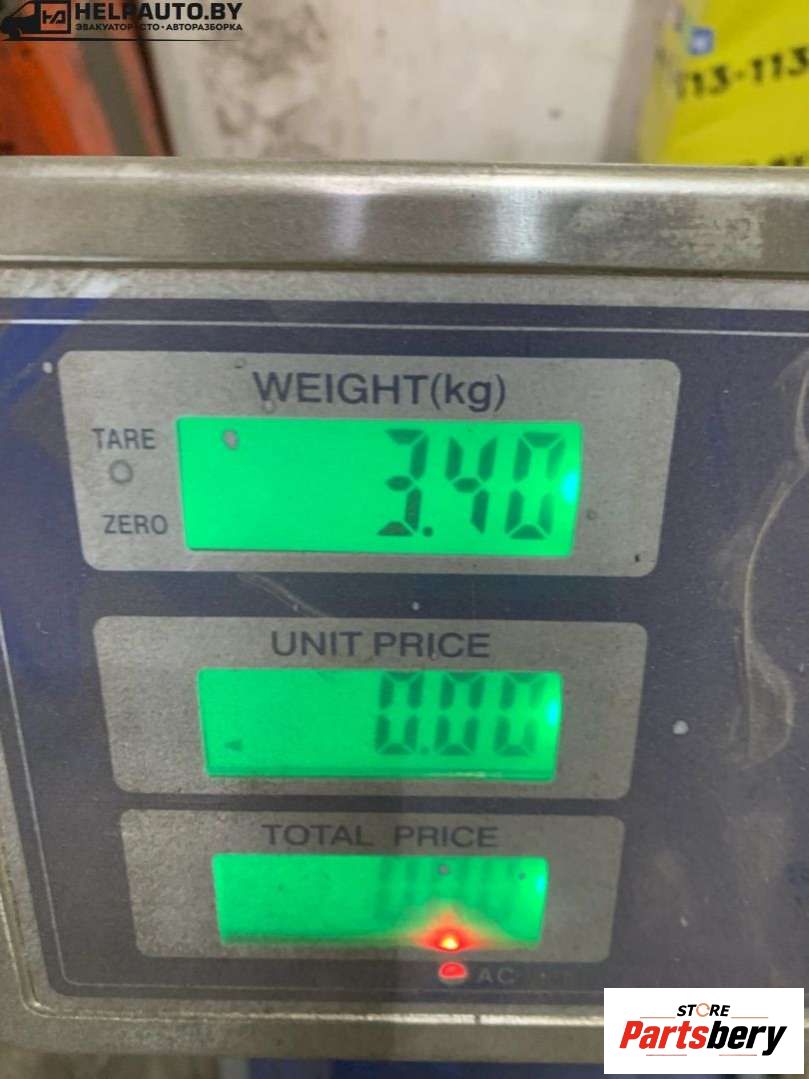 HELPAUTO.BY
ЭВАКУАТОР•СТО•АВТОРАЗБОРКА
113-113
WEIGHT(kg)
TARE
3.40
ZERO
UNIT PRICE
0.00
TOTAL PRICE
AC
STORE
Partsbery